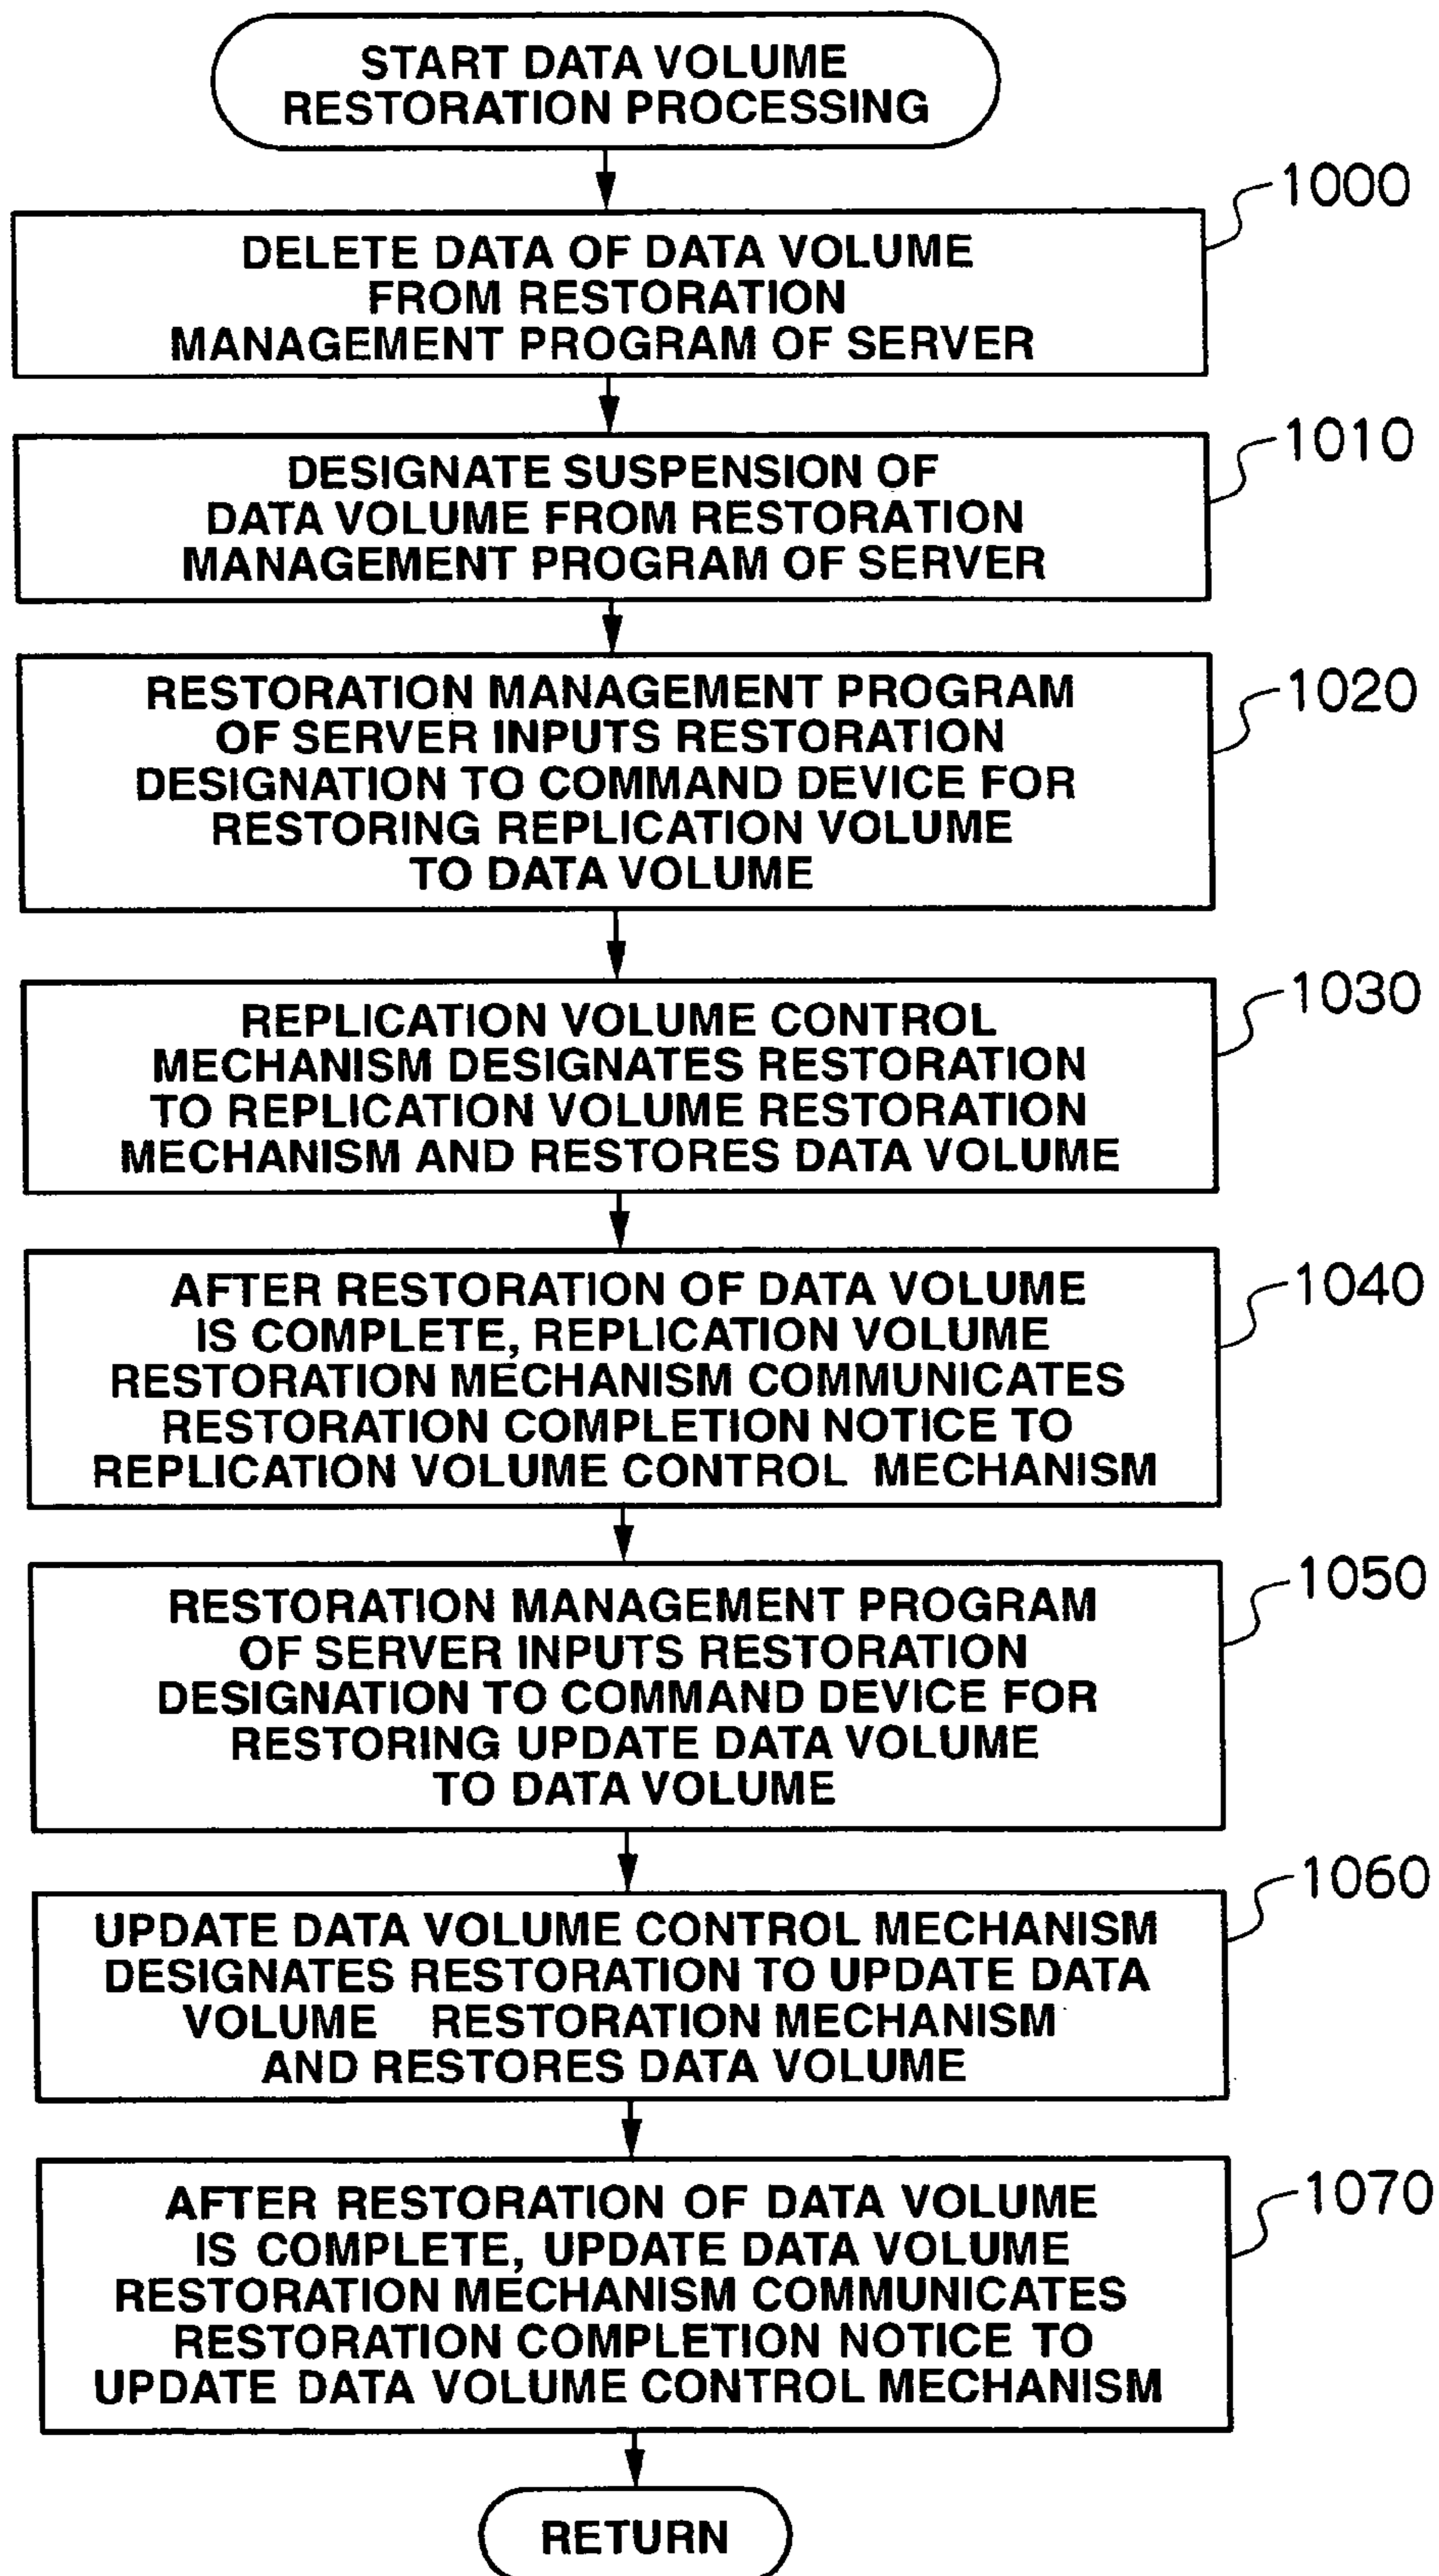 START DATA VOLUME
RESTORATION PROCESSING
1000
DELETE DATA OF DATA VOLUME
FROM RESTORATION
MANAGEMENT PROGRAM OF SERVER
1010
DESIGNATE SUSPENSION OF
DATA VOLUME FROM RESTORATION
MANAGEMENT PROGRAM OF SERVER
1020
RESTORATION MANAGEMENT PROGRAM
OF SERVER INPUTS RESTORATION
DESIGNATION TO COMMAND DEVICE FOR
RESTORING REPLICATION VOLUME
TO DATA VOLUME
1030
REPLICATION VOLUME CONTROL
MECHANISM DESIGNATES RESTORATION
TO REPLICATION VOLUME RESTORATION
MECHANISM AND RESTORES DATA VOLUME
1040
AFTER RESTORATION OF DATA VOLUME
IS COMPLETE, REPLICATION VOLUME
RESTORATION MECHANISM COMMUNICATES
RESTORATION COMPLETION NOTICE TO
REPLICATION VOLUME CONTROL MECHANISM
1050
RESTORATION MANAGEMENT PROGRAM
OF SERVER INPUTS RESTORATION
DESIGNATION TO COMMAND DEVICE FOR
RESTORING UPDATE DATA VOLUME
TO DATA VOLUME
1060
UPDATE DATA VOLUME CONTROL MECHANISM
DESIGNATES RESTORATION TO UPDATE DATA
VOLUME RESTORATION MECHANISM
AND RESTORES DATA VOLUME
1070
AFTER RESTORATION OF DATA VOLUME
IS COMPLETE, UPDATE DATA VOLUME
RESTORATION MECHANISM COMMUNICATES
RESTORATION COMPLETION NOTICE TO
UPDATE DATA VOLUME CONTROL MECHANISM
RETURN